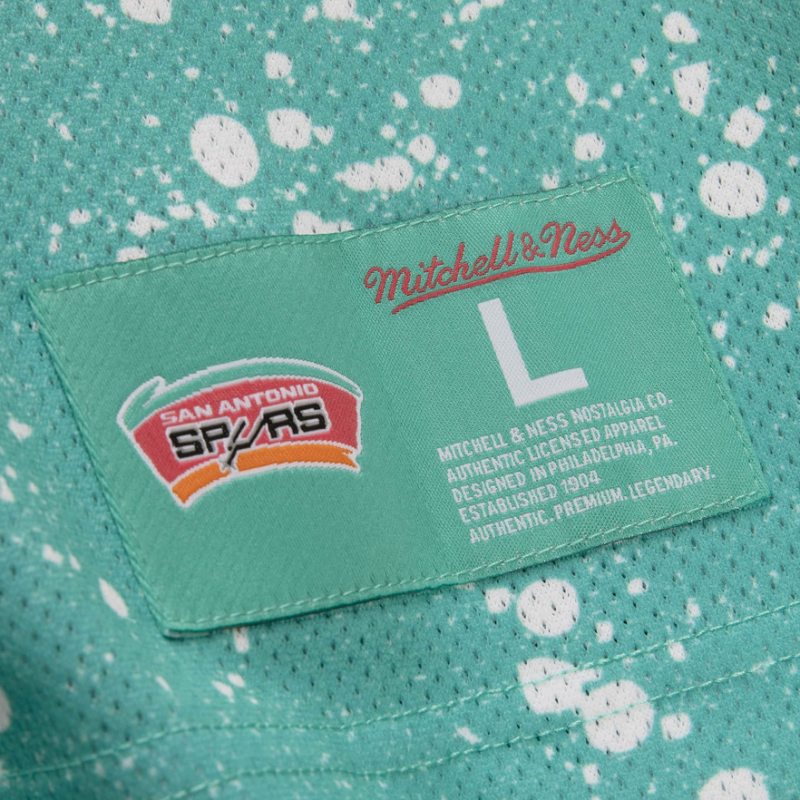 SAN ANTONIO
SPURS
Mitchell & Ness
L
MITCHELL & NESS NOSTALGIA CO.
AUTHENTIC LICENSED APPAREL
DESIGNED IN PHILADELPHIA, PA.
ESTABLISHED 1904
AUTHENTIC. PREMIUM. LEGENDARY.